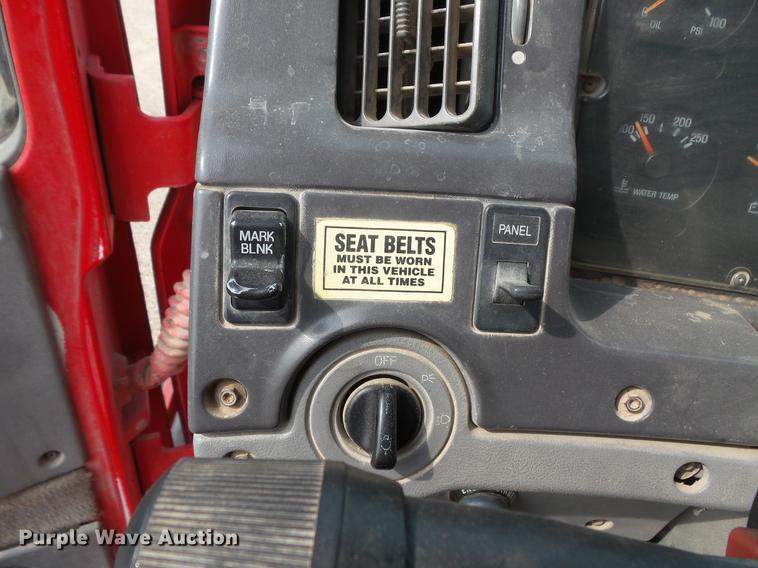 0 100
OIL PSI
100 150 200 250
WATER TEMP
MARK
BLNK
SEAT BELTS
MUST BE WORN
IN THIS VEHICLE
AT ALL TIMES
PANEL
OFF
Purple Wave Auction